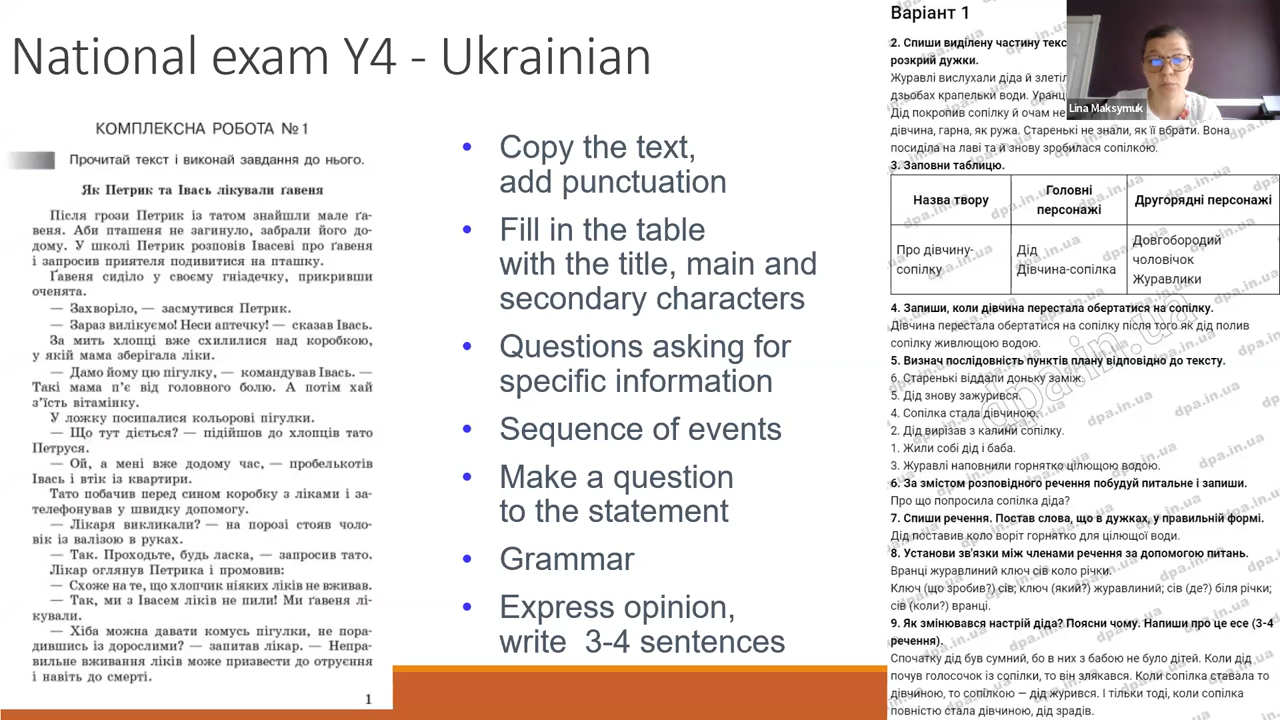 National exam Y4 - Ukrainian
КОМПЛЕКСНА РОБОТА №1
Прочитай текст і виконай завдання до нього.
Як Петрик та Івась лікували ґавеня
Після грози Петрик із татом знайшли мале ґа-
веня. Аби пташеня не загинуло, забрали його до-
дому. У школі Петрик розповів Івасеві про ґавеня
і запросив приятеля подивитися на пташку.
Ґавеня сиділо у своєму гніздечку, прикривши
оченята.
— Захворіло, — засмутився Петрик.
— Зараз вилікуємо! Неси аптечку! — сказав Івась.
За мить хлопці вже схилилися над коробкою,
у якій мама зберігала ліки.
— Дамо йому цю пігулку, — командував Івась. —
Такі мама п’є від головного болю. А потім хай
з’їсть вітамінку.
У ложку посипалися кольорові пігулки.
— Що тут діється? — підійшов до хлопців тато
Петруся.
— Ой, а мені вже додому час, — пробелькотів
Івась і втік із квартири.
Тато побачив перед сином коробку з ліками і за-
телефонував у швидку допомогу.
— Лікаря викликали? — на порозі стояв чоло-
вік із валізою в руках.
— Так. Проходьте, будь ласка, — запросив тато.
Лікар оглянув Петрика і промовив:
— Схоже на те, що хлопчик ніяких ліків не вживав.
— Так, ми з Івасем ліків не пили! Ми ґавеня лі-
кували.
— Хіба можна давати комусь пігулки, не пора-
дившись із дорослими? — запитав лікар. — Непра-
вильне вживання ліків може призвести до отруєння
і навіть до смерті.
1
• Copy the text,
add punctuation
• Fill in the table
with the title, main and
secondary characters
• Questions asking for
specific information
• Sequence of events
• Make a question
to the statement
• Grammar
• Express opinion,
write 3-4 sentences
Варіант 1
2. Спиши виділену частину
розкрий дужки.
Журавлі вислухали діда й
дзьобах крапельки води.
Дід покропив сопілку й очам
дівчина, гарна, як ружа. Старенькі не знали, як її вбрати. Вона
посиділа на лаві та й знову зробилася сопілкою.
3. Заповни таблицю.
Назва твору
Головні
персонажі
Другорядні персонажі
Про дівчину-
сопілку
Дід
Дівчина-сопілка
Довгобородий
чоловічок
Журавлики
4. Запиши, коли дівчина перестала обертатися на сопілку.
Дівчина перестала обертатися на сопілку після того як дід полив
сопілку живлющою водою.
5. Визнач послідовність пунктів плану відповідно до тексту.
6. Старенькі віддали доньку заміж.
5. Дід знову зажурився.
4. Сопілка стала дівчиною.
2. Дід вирізав з калини сопілку.
1. Жили собі дід і баба.
3. Журавлі наповнили горнятко цілющою водою.
6. За змістом розповідного речення побудуй питальне і запиши.
Про що попросила сопілка діда?
7. Спиши речення. Постав слова, що в дужках, у правильній формі.
Дід поставив коло воріт горнятко для цілющої води.
8. Установи зв'язки між членами речення за допомогою питань.
Вранці журавлиний ключ сів коло річки.
Ключ (що зробив?) сів; ключ (який?) журавлиний; сів (де?) біля річки;
сів (коли?) вранці.
9. Як змінювався настрій діда? Поясни чому. Напиши про це есе (3-4
речення).
Спочатку дід був сумний, бо в них з бабою не було дітей. Коли дід
почув голосочок із сопілки, то він злякався. Коли сопілка ставала то
дівчиною, то сопілкою — дід журився. І тільки тоді, коли сопілка
повністю стала дівчиною, дід зрадів.
dpa.in.ua
Lina Maksymuk